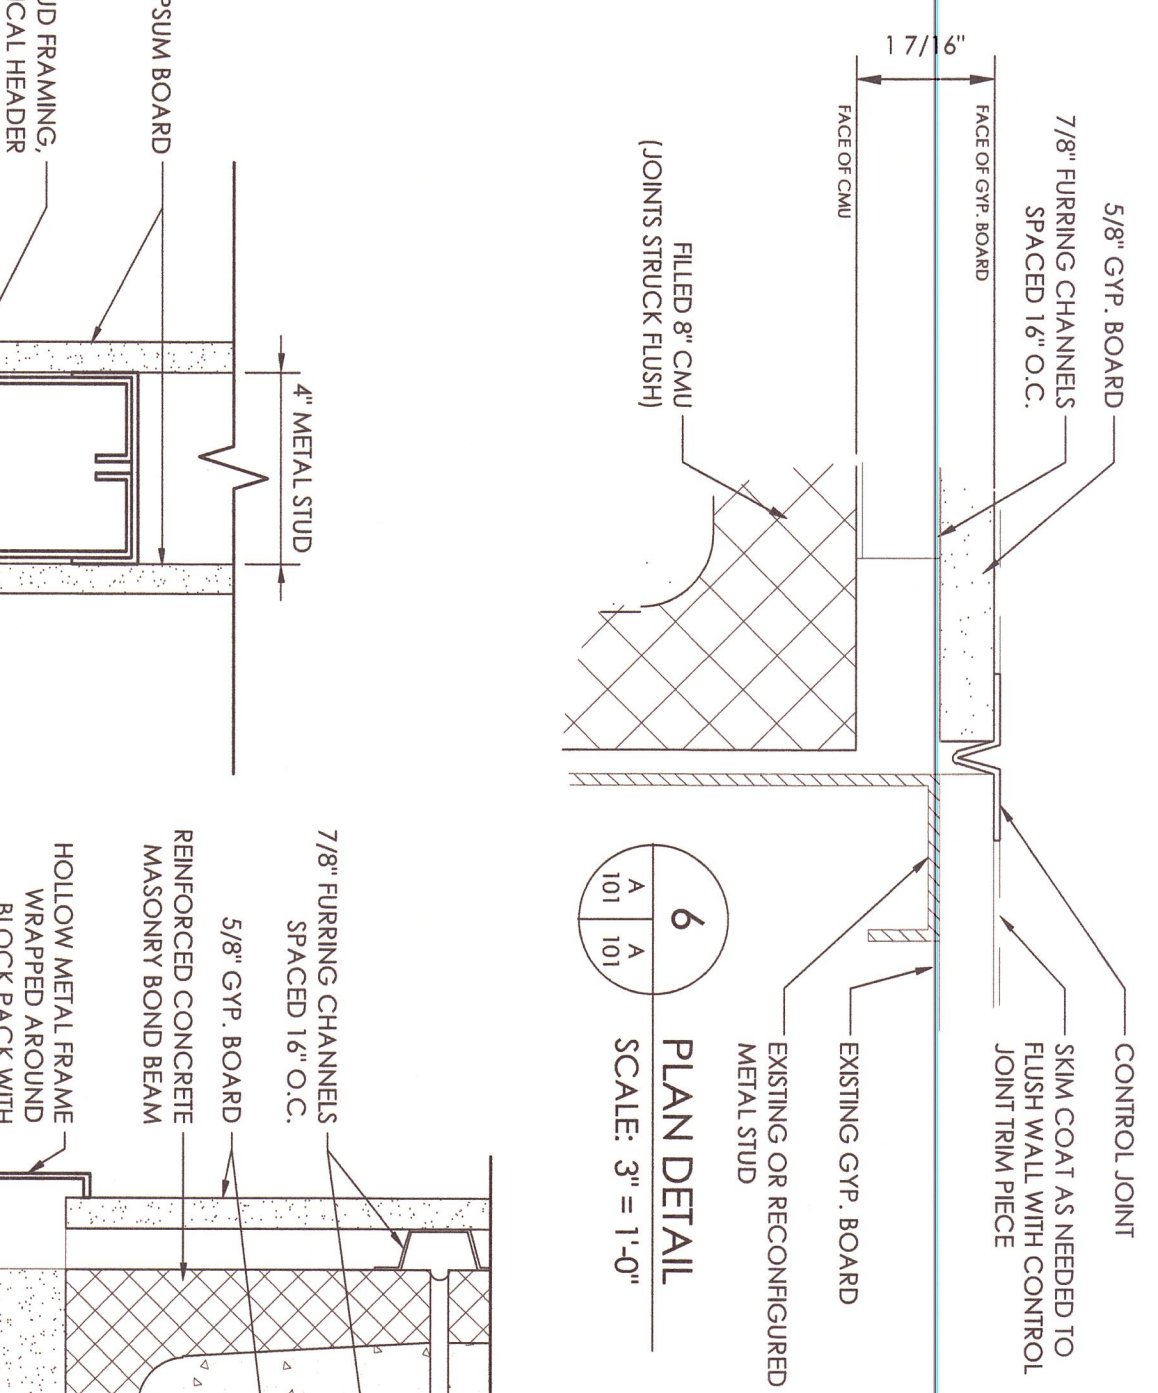 1 7/16"
FACE OF GYP. BOARD
FACE OF CMU
5/8" GYP. BOARD
7/8" FURRING CHANNELS
SPACED 16" O.C.
FILLED 8" CMU
(JOINTS STRUCK FLUSH)
CONTROL JOINT
SKIM COAT AS NEEDED TO
FLUSH WALL WITH CONTROL
JOINT TRIM PIECE
EXISTING GYP. BOARD
EXISTING OR RECONFIGURED
METAL STUD
6
A
101
A
101
PLAN DETAIL
SCALE: 3" = 1'-0"
BOARD
FRAMING,
HEADER
4" METAL STUD
7/8" FURRING CHANNELS
SPACED 16" O.C.
5/8" GYP. BOARD
REINFORCED CONCRETE
MASONRY BOND BEAM
HOLLOW METAL FRAME
WRAPPED AROUND